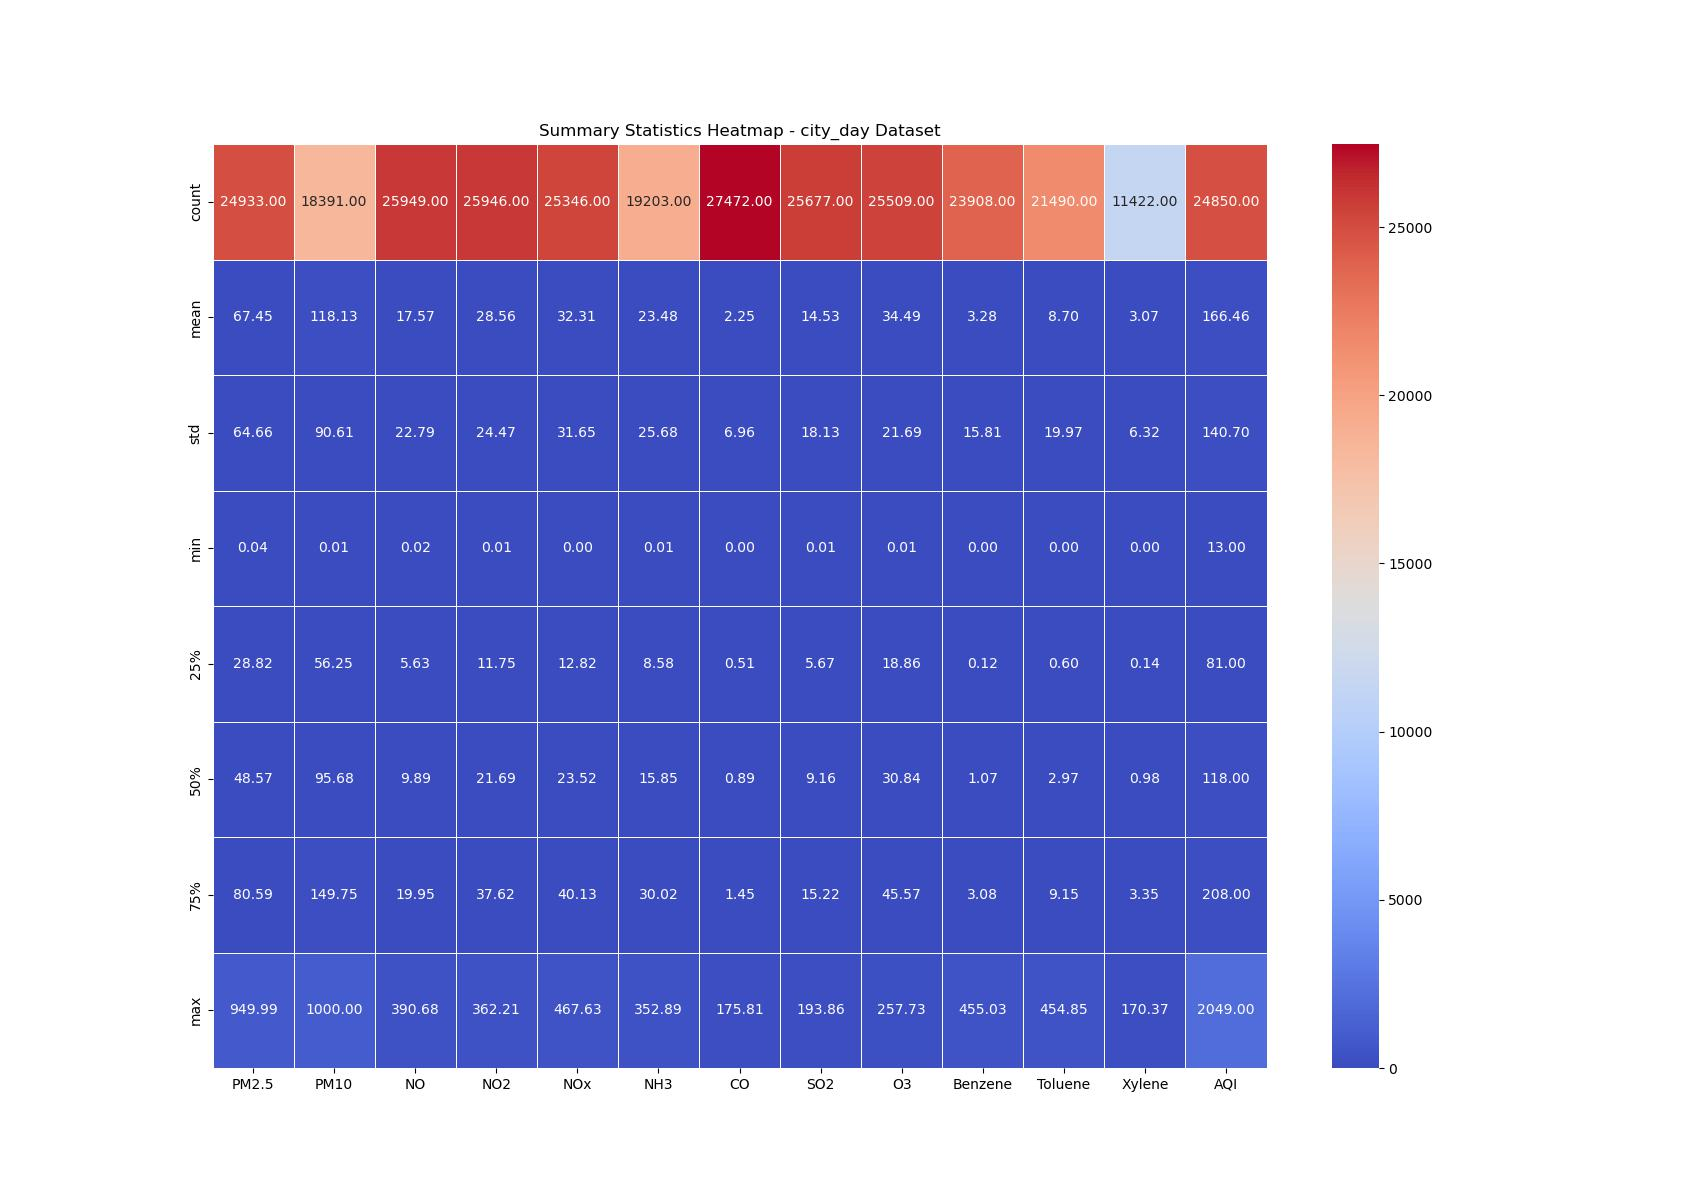 Summary Statistics Heatmap - city_day Dataset
count 24933.00 18391.00 25949.00 25946.00 25346.00 19203.00 27472.00 25677.00 25509.00 23908.00 21490.00 11422.00 24850.00
mean 67.45 118.13 17.57 28.56 32.31 23.48 2.25 14.53 34.49 3.28 8.70 3.07 166.46
std 64.66 90.61 22.79 24.47 31.65 25.68 6.96 18.13 21.69 15.81 19.97 6.32 140.70
min 0.04 0.01 0.02 0.01 0.00 0.01 0.00 0.01 0.01 0.00 0.00 0.00 13.00
25% 28.82 56.25 5.63 11.75 12.82 8.58 0.51 5.67 18.86 0.12 0.60 0.14 81.00
50% 48.57 95.68 9.89 21.69 23.52 15.85 0.89 9.16 30.84 1.07 2.97 0.98 118.00
75% 80.59 149.75 19.95 37.62 40.13 30.02 1.45 15.22 45.57 3.08 9.15 3.35 208.00
max 949.99 1000.00 390.68 362.21 467.63 352.89 175.81 193.86 257.73 455.03 454.85 170.37 2049.00
PM2.5 PM10 NO NO2 NOx NH3 CO SO2 O3 Benzene Toluene Xylene AQI
25000
20000
15000
10000
5000
0